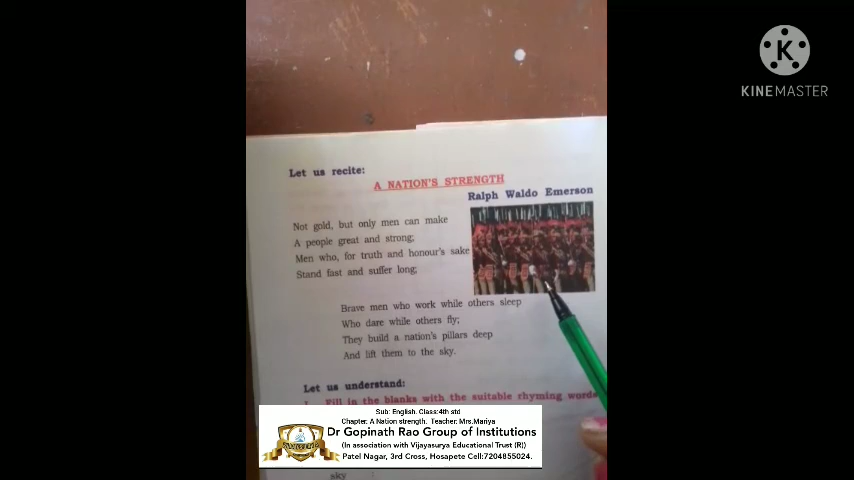 KINEMASTER
Let us recite:
A NATION'S STRENGTH
Ralph Waldo Emerson
Not gold, but only men can make
A people great and strong;
Men who, for truth and honour's sake
Stand fast and suffer long;
Brave men who work while others sleep
Who dare while others fly;
They build a nation's pillars deep
And lift them to the sky.
Let us understand:
I. Fill in the blanks with the suitable rhyming words
Sub: English. Class:4th std
Chapter: A Nation strength. Teacher: Mrs.Mariya
Dr Gopinath Rao Group of Institutions
(In association with Vijayasurya Educational Trust (R))
Patel Nagar, 3rd Cross, Hosapete Cell:7204855024.
sky :